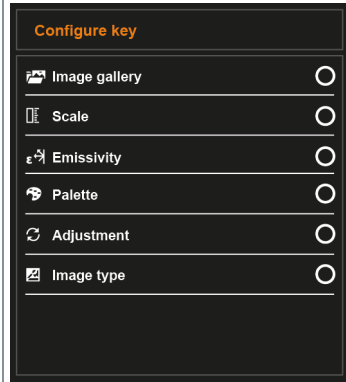 Configure key
Image gallery
Scale
ε Emissivity
Palette
Adjustment
Image type